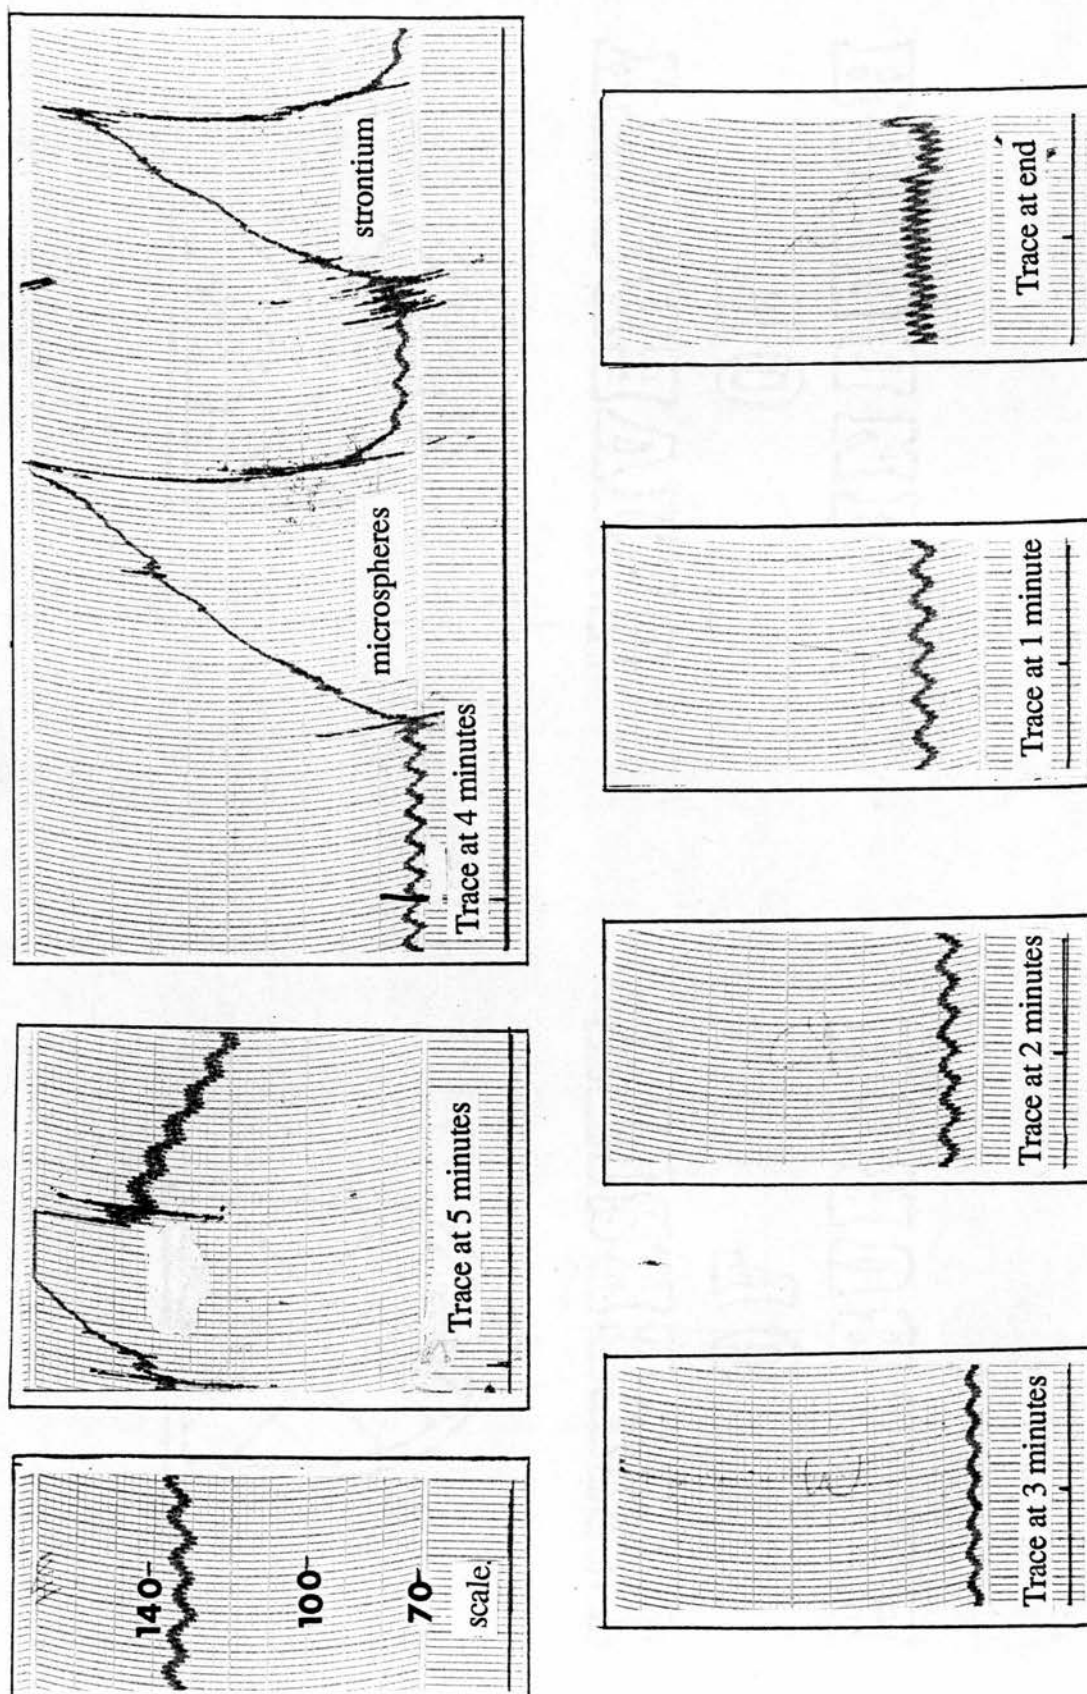 140-
100-
70-
scale.
Trace at 5 minutes
microspheres
Trace at 4 minutes
strontium
Trace at 3 minutes
Trace at 2 minutes
Trace at 1 minute
Trace at end